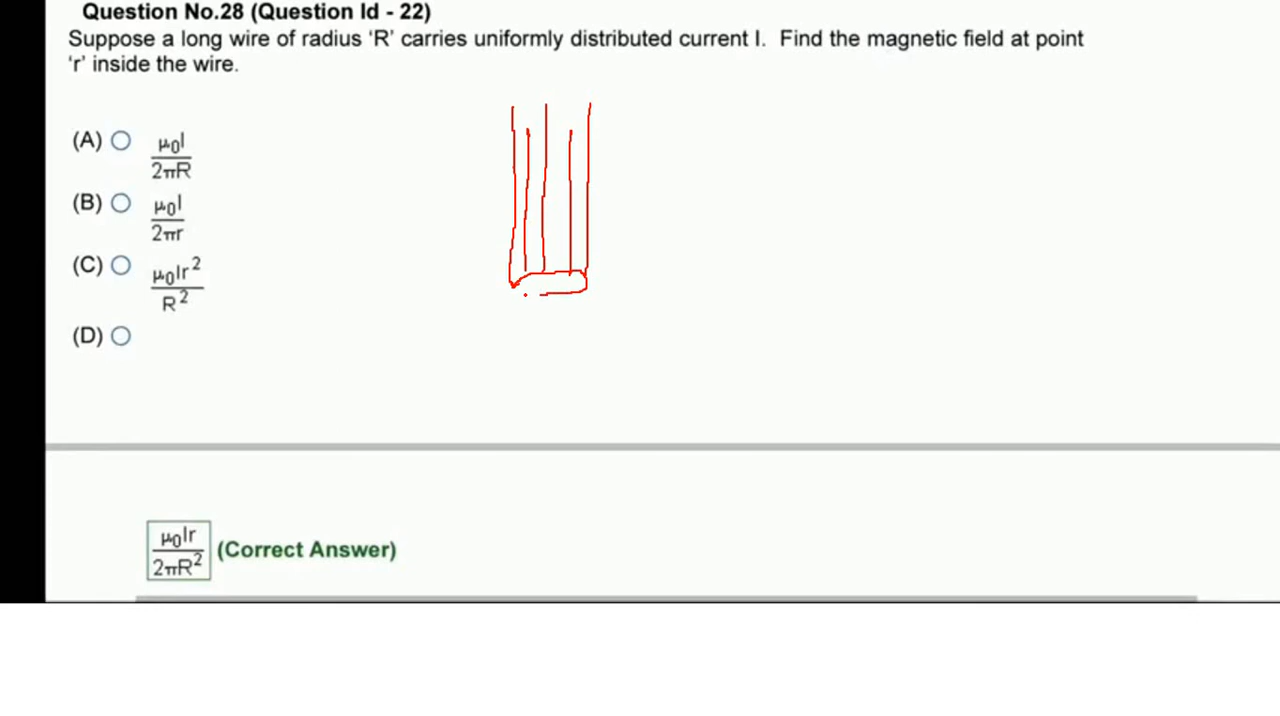 Question No.28 (Question Id - 22)
Suppose a long wire of radius ‘R’ carries uniformly distributed current I. Find the magnetic field at point
‘r’ inside the wire.
(A) μ₀I
2πR
(B) μ₀I
2πr
(C) μ₀Ir²
R²
(D)
μ₀Ir
2πR² (Correct Answer)